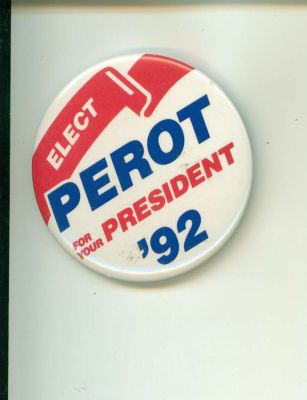 ELECT
PEROT
FOR YOUR PRESIDENT
'92